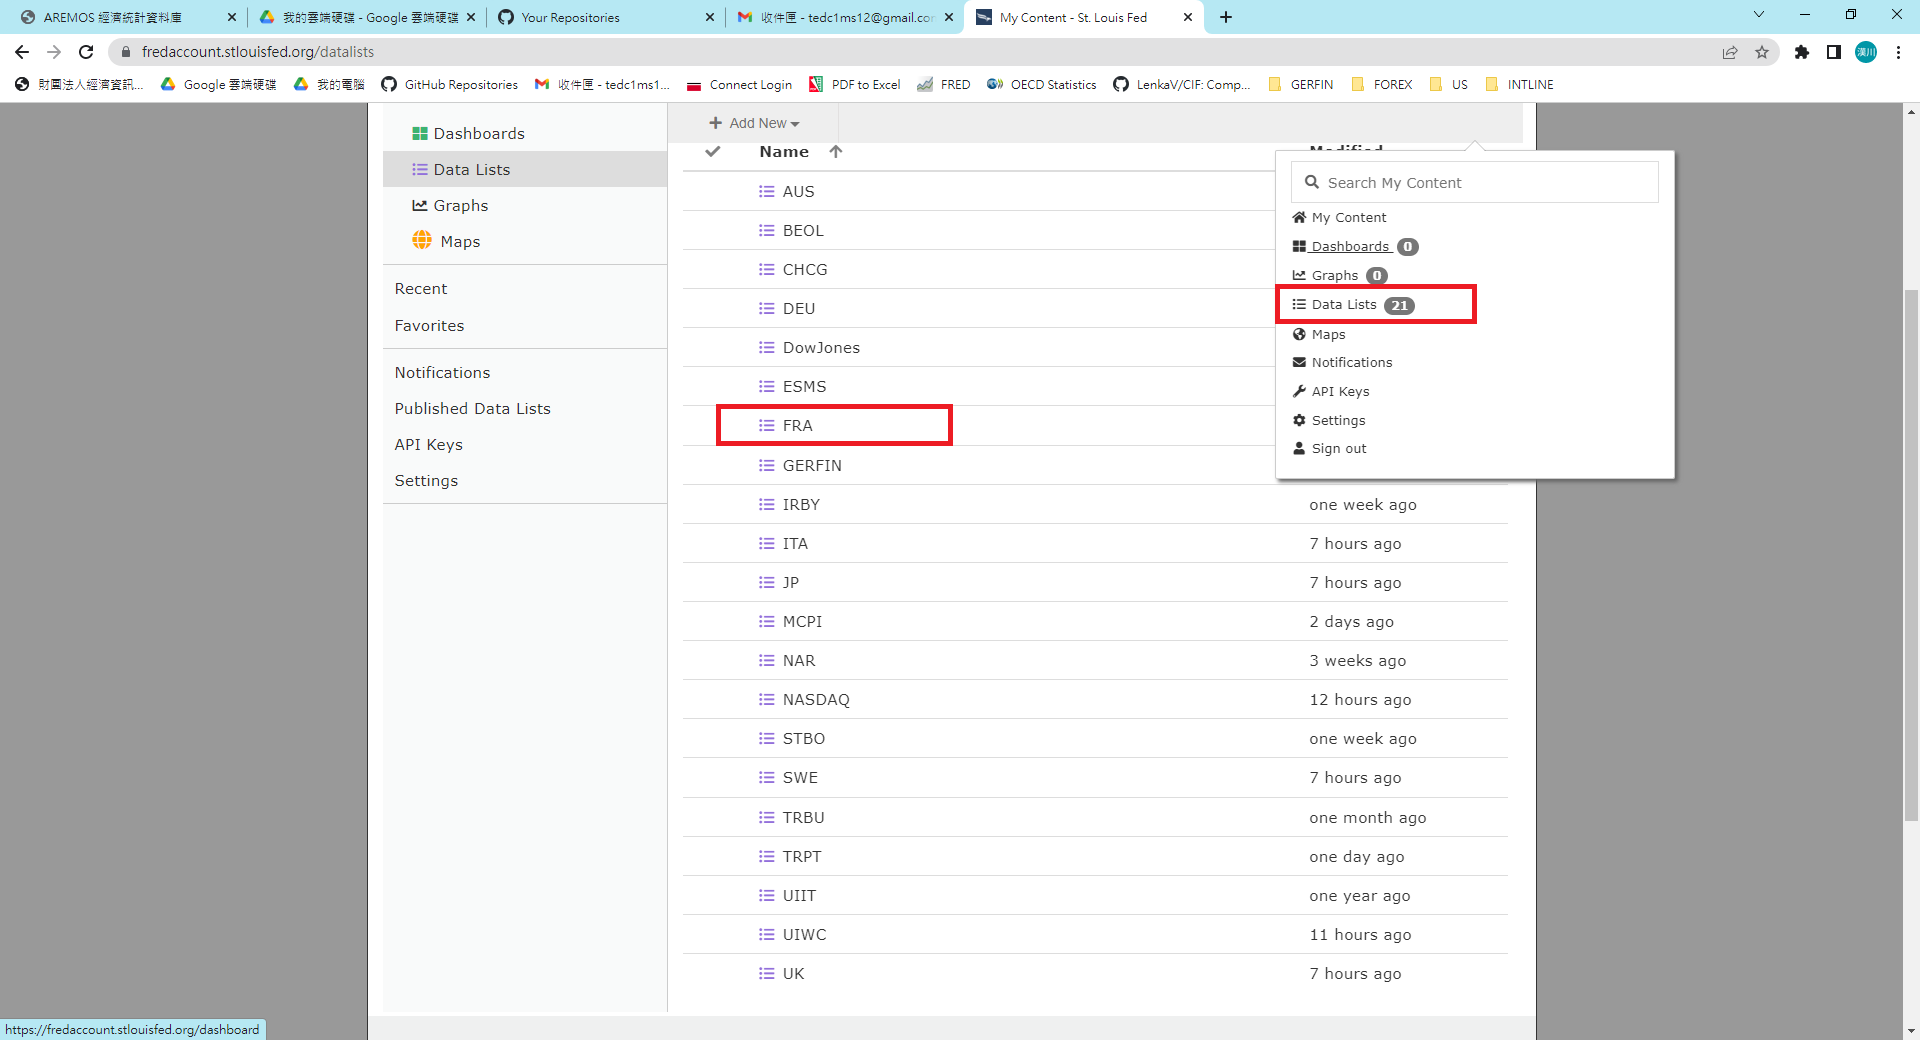 AREMOS 經濟統計資料庫
我的雲端硬碟 - Google 雲端硬碟
Your Repositories
收件匣 - tedc1ms12@gmail.cor
My Content - St. Louis Fed
fredaccount.stlouisfed.org/datalists
漢川
財團法人經濟資訊...
Google 雲端硬碟
我的電腦
GitHub Repositories
收件匣 - tedc1ms1...
Connect Login
PDF to Excel
FRED
OECD Statistics
LenkaV/CIF: Comp...
GERFIN
FOREX
US
INTLINE
Dashboards
Data Lists
Graphs
Maps
Recent
Favorites
Notifications
Published Data Lists
API Keys
Settings
Add New
Name
Modified
AUS
BEOL
CHCG
DEU
DowJones
ESMS
FRA
GERFIN
IRBY one week ago
ITA 7 hours ago
JP 7 hours ago
MCPI 2 days ago
NAR 3 weeks ago
NASDAQ 12 hours ago
STBO one week ago
SWE 7 hours ago
TRBU one month ago
TRPT one day ago
UIIT one year ago
UIWC 11 hours ago
UK 7 hours ago
Search My Content
My Content
Dashboards 0
Graphs 0
Data Lists 21
Maps
Notifications
API Keys
Settings
Sign out
https://fredaccount.stlouisfed.org/dashboard